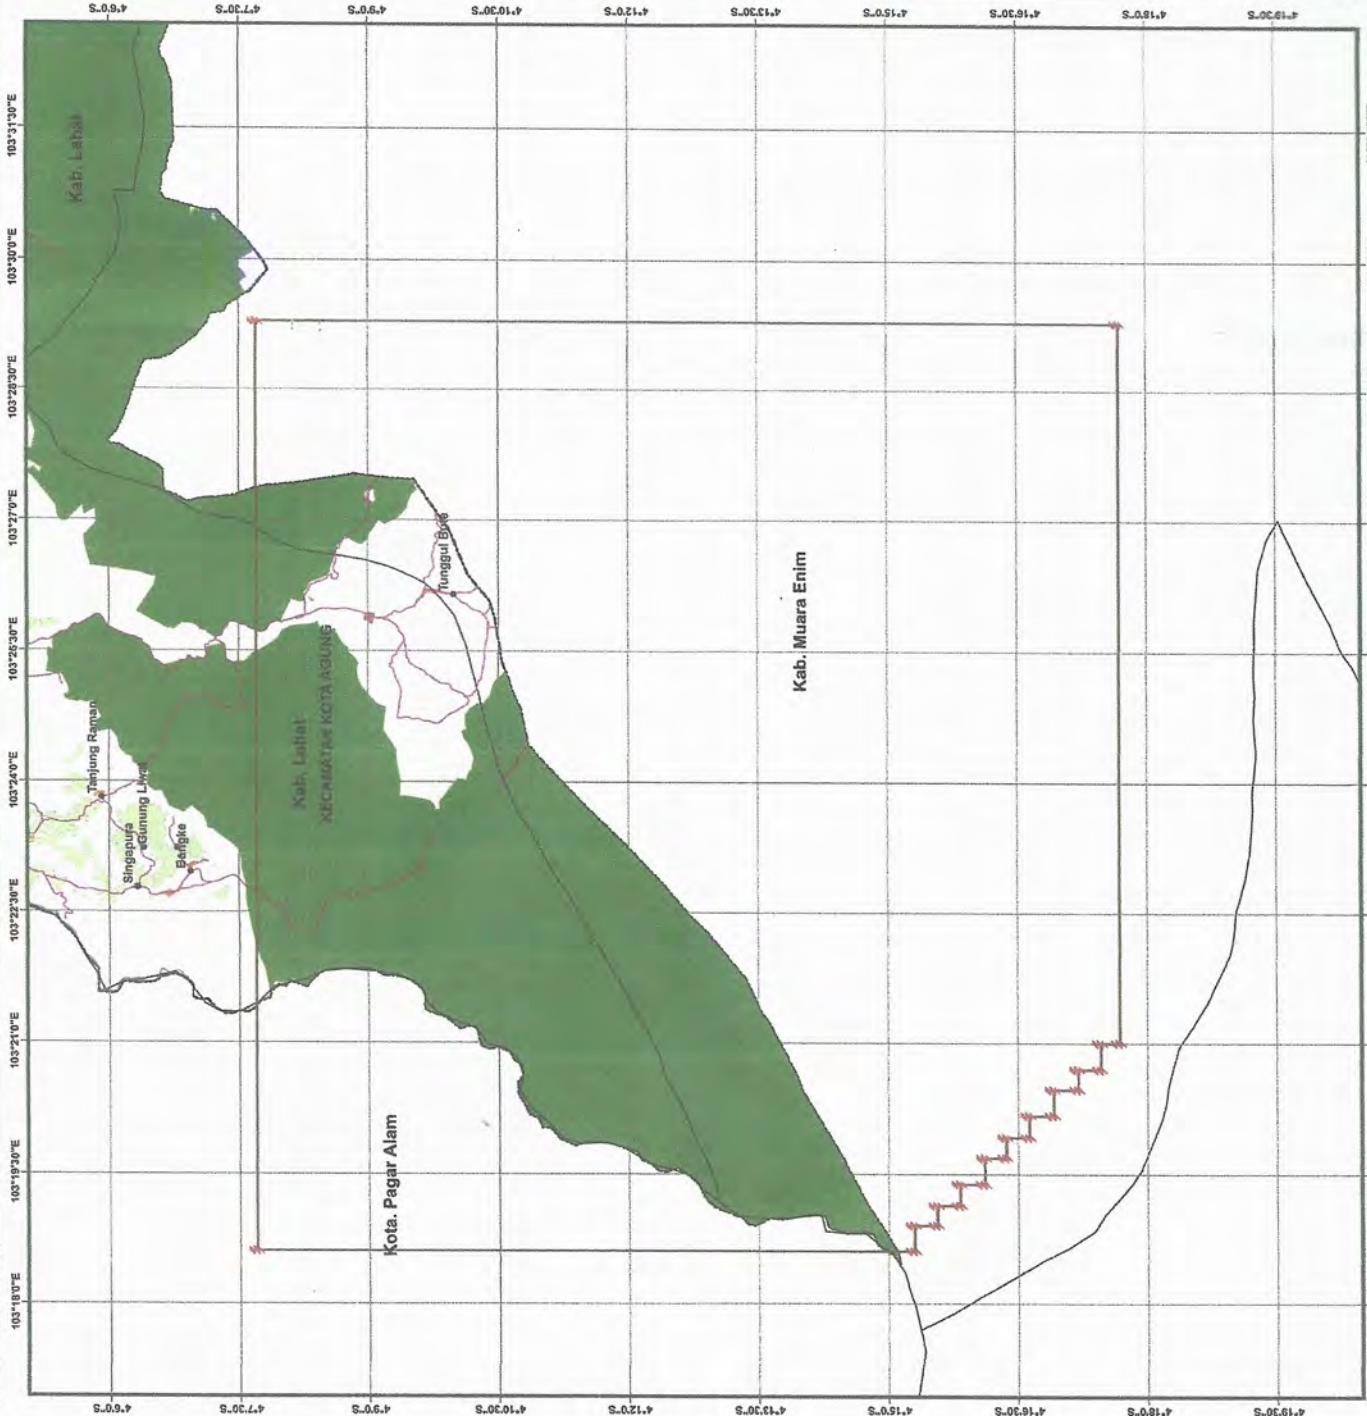 103°18'0"E
103°19'30"E
103°21'0"E
103°22'30"E
103°24'0"E
103°25'30"E
103°27'0"E
103°28'30"E
103°30'0"E
103°31'30"E
4°6'0"S
4°6'0"S
4°7'30"S
4°7'30"S
4°9'0"S
4°9'0"S
4°10'30"S
4°10'30"S
4°12'0"S
4°12'0"S
4°13'30"S
4°13'30"S
4°15'0"S
4°15'0"S
4°16'30"S
4°16'30"S
4°18'0"S
4°18'0"S
4°19'30"S
4°19'30"S
Kab. Lahat
Tanjung Raman
Singapura
Gunung Liwat
Bangke
Kab. Lahat
KECAMATAN KOTA AGUNG
Kota. Pagar Alam
Tunggul Bute
Kab. Muara Enim